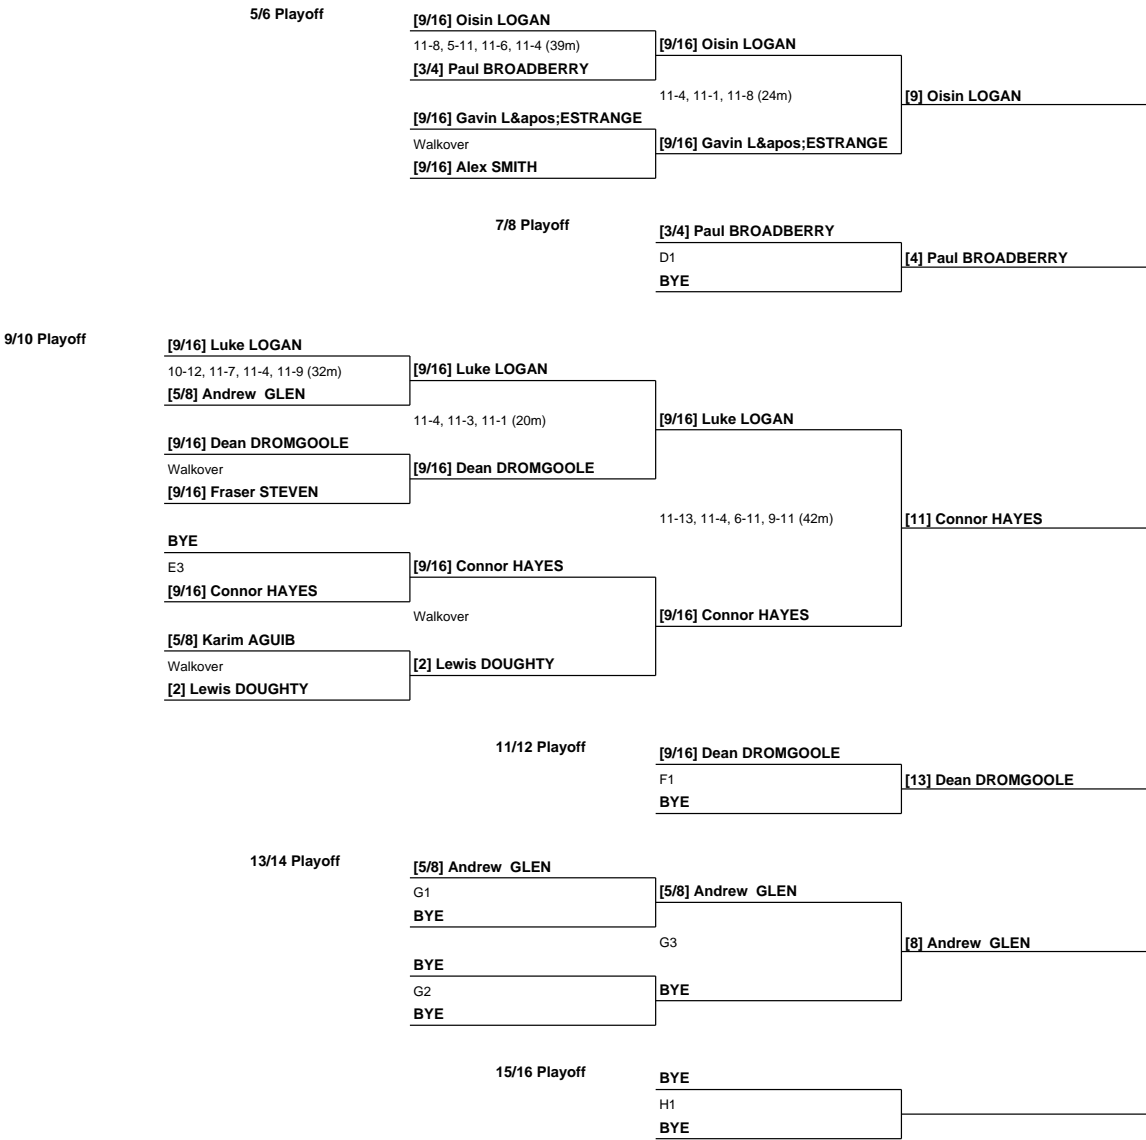 5/6 Playoff
[9/16] Oisin LOGAN
11-8, 5-11, 11-6, 11-4 (39m)
[3/4] Paul BROADBERRY
[9/16] Oisin LOGAN
11-4, 11-1, 11-8 (24m)
[9] Oisin LOGAN
[9/16] Gavin L&apos;ESTRANGE
Walkover
[9/16] Alex SMITH
[9/16] Gavin L&apos;ESTRANGE
7/8 Playoff
[3/4] Paul BROADBERRY
D1
BYE
[4] Paul BROADBERRY
9/10 Playoff
[9/16] Luke LOGAN
10-12, 11-7, 11-4, 11-9 (32m)
[5/8] Andrew  GLEN
[9/16] Luke LOGAN
11-4, 11-3, 11-1 (20m)
[9/16] Luke LOGAN
[9/16] Dean DROMGOOLE
Walkover
[9/16] Fraser STEVEN
[9/16] Dean DROMGOOLE
11-13, 11-4, 6-11, 9-11 (42m)
[11] Connor HAYES
BYE
E3
[9/16] Connor HAYES
[9/16] Connor HAYES
Walkover
[9/16] Connor HAYES
[5/8] Karim AGUIB
Walkover
[2] Lewis DOUGHTY
[2] Lewis DOUGHTY
11/12 Playoff
[9/16] Dean DROMGOOLE
F1
BYE
[13] Dean DROMGOOLE
13/14 Playoff
[5/8] Andrew  GLEN
G1
BYE
[5/8] Andrew  GLEN
G3
[8] Andrew  GLEN
BYE
G2
BYE
BYE
15/16 Playoff
BYE
H1
BYE